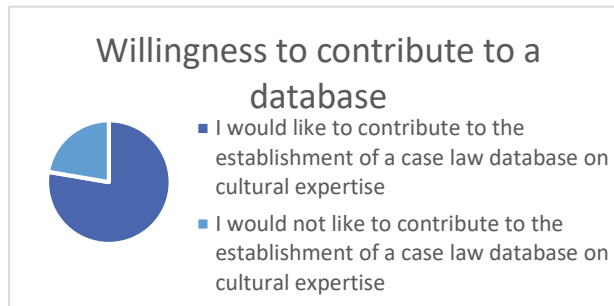 Willingness to contribute to a
database
I would like to contribute to the
establishment of a case law database on
cultural expertise
I would not like to contribute to the
establishment of a case law database on
cultural expertise